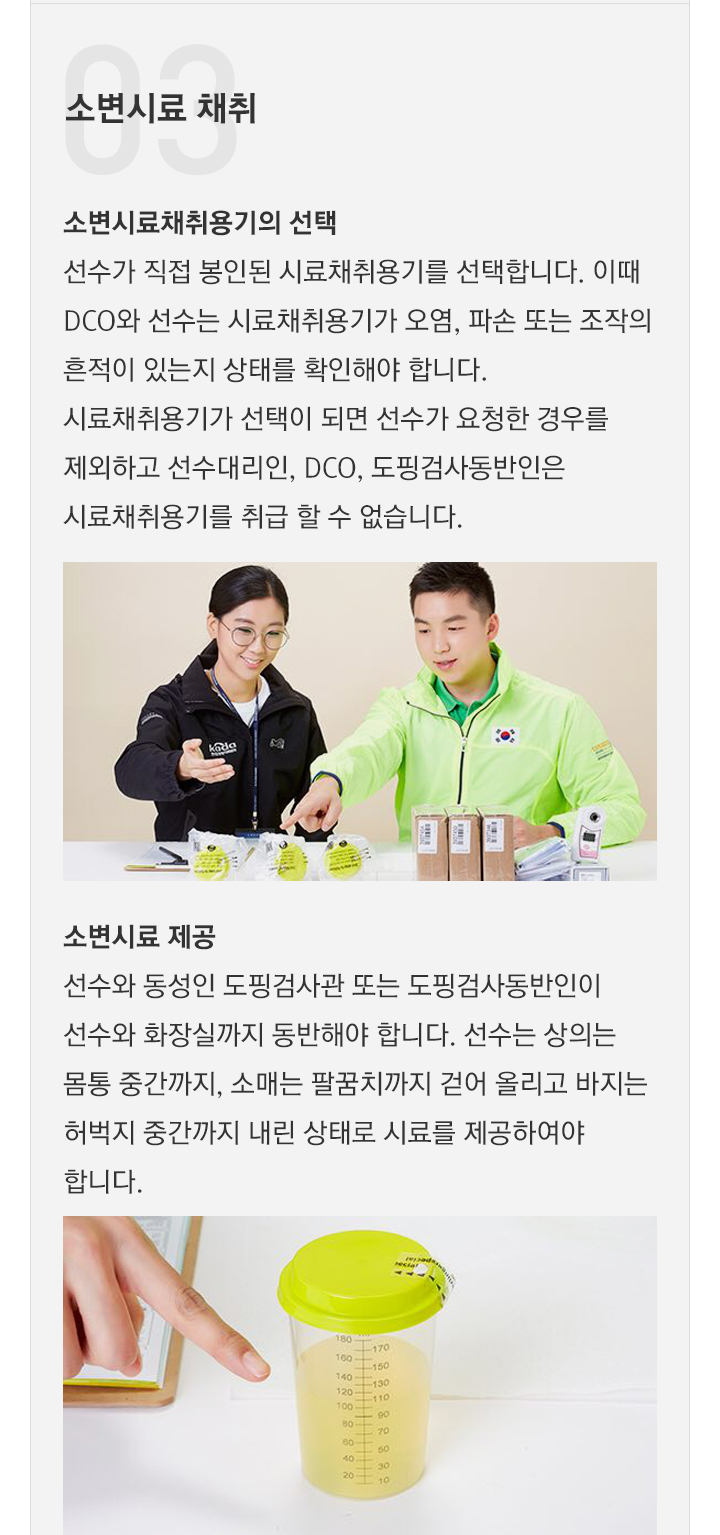 03
소변시료 채취
소변시료채취용기의 선택
선수가 직접 봉인된 시료채취용기를 선택합니다. 이때
DCO와 선수는 시료채취용기가 오염, 파손 또는 조작의
흔적이 있는지 상태를 확인해야 합니다.
시료채취용기가 선택이 되면 선수가 요청한 경우를
제외하고 선수대리인, DCO, 도핑검사동반인은
시료채취용기를 취급 할 수 없습니다.
kada
소변시료 제공
선수와 동성인 도핑검사관 또는 도핑검사동반인이
선수와 화장실까지 동반해야 합니다. 선수는 상의는
몸통 중간까지, 소매는 팔꿈치까지 걷어 올리고 바지는
허벅지 중간까지 내린 상태로 시료를 제공하여야
합니다.
180 170
160 150
140 130
120 110
100 90
80 70
60 50
40 30
20 10